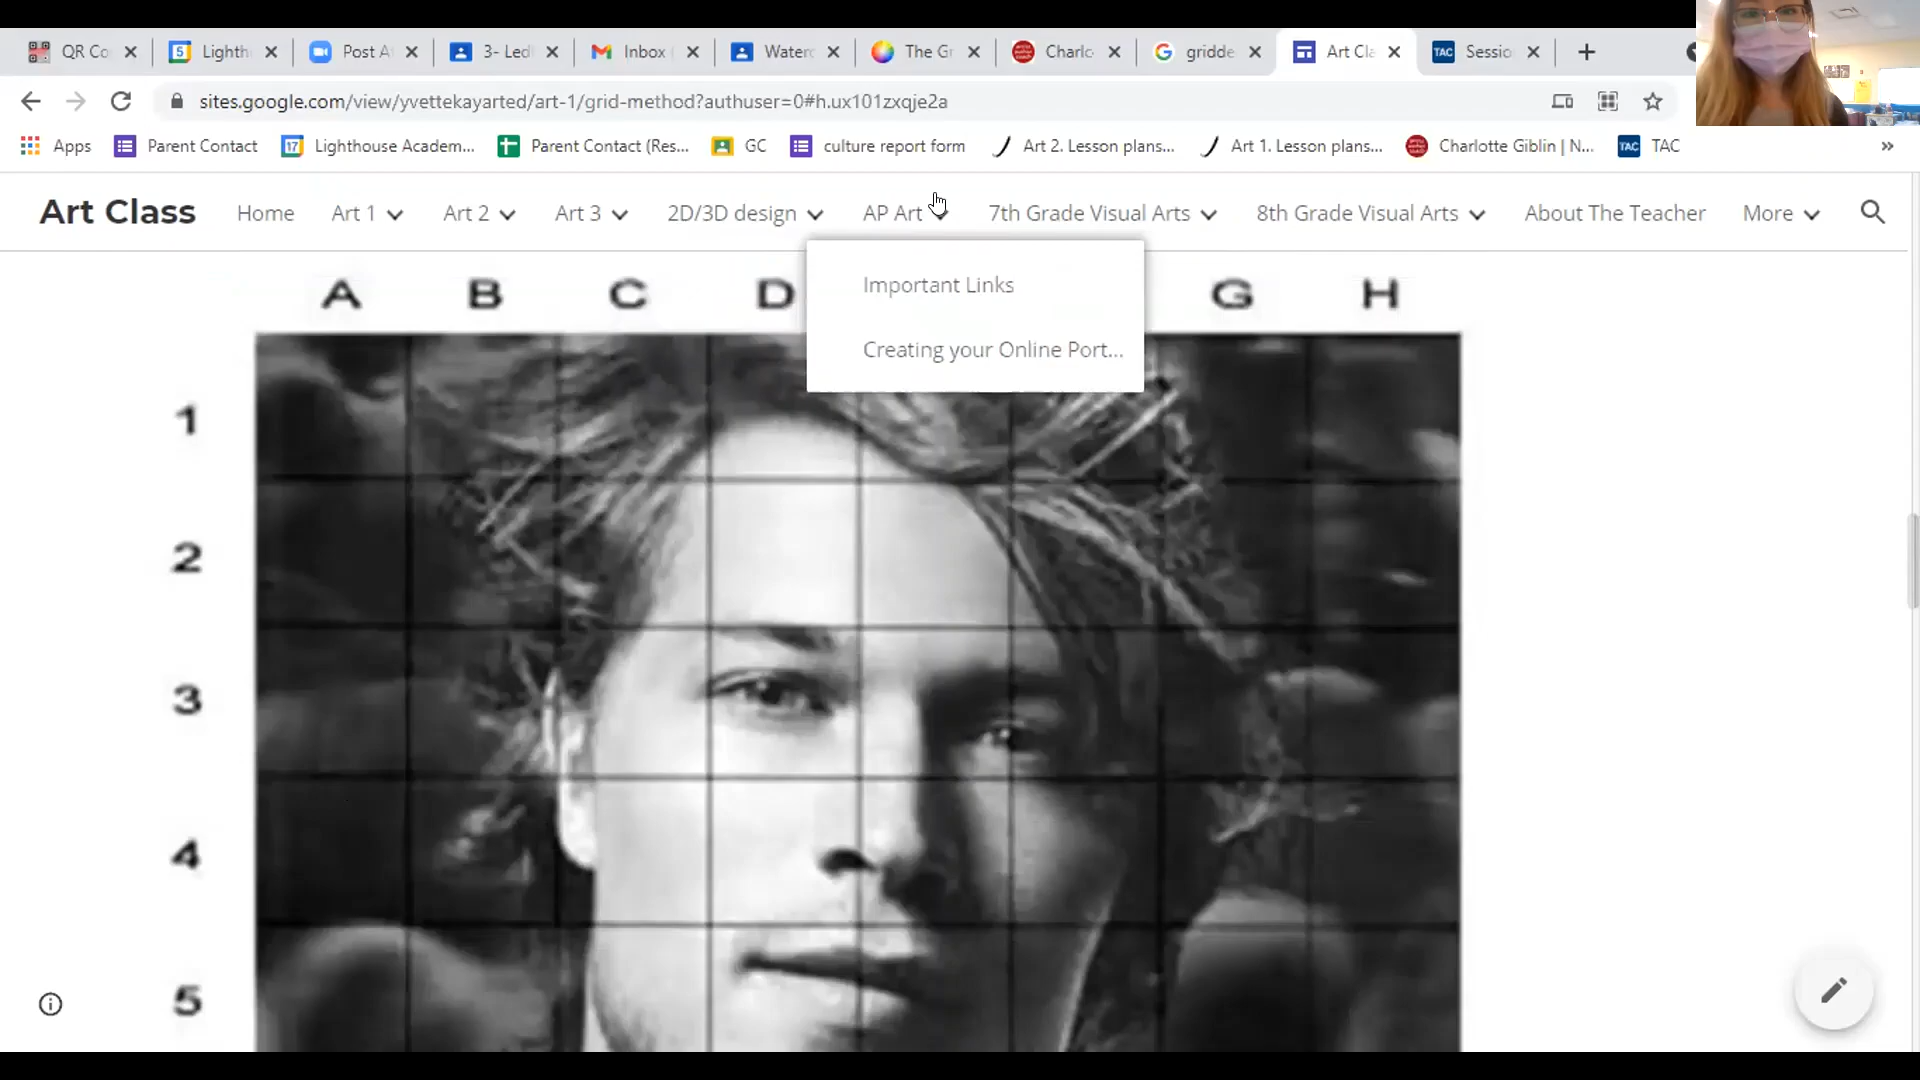 QR Co
Lighth
Post A
3- Led
Inbox
Waterc
The Gr
Charlo
gridde
Art Cla
TAC Sessio
sites.google.com/view/yvettekayarted/art-1/grid-method?authuser=0#h.ux101zxqje2a
Apps
Parent Contact
17 Lighthouse Academ...
Parent Contact (Res...
GC
culture report form
Art 2. Lesson plans...
Art 1. Lesson plans...
Charlotte Giblin | N...
TAC TAC
Art Class
Home
Art 1
Art 2
Art 3
2D/3D design
AP Art
7th Grade Visual Arts
8th Grade Visual Arts
About The Teacher
More
Important Links
Creating your Online Port...
A B C D G H
1
2
3
4
5